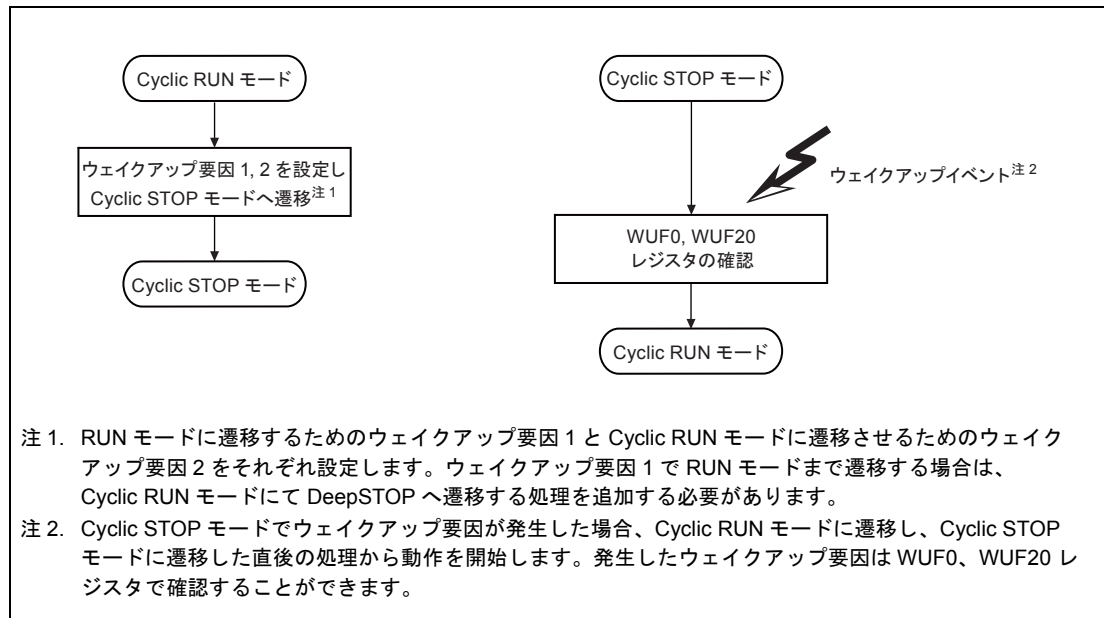 Cyclic RUN モード
ウェイクアップ要因 1, 2 を設定し
Cyclic STOP モードへ遷移注 1
Cyclic STOP モード
Cyclic STOP モード
ウェイクアップイベント注 2
WUF0, WUF20
レジスタの確認
Cyclic RUN モード
注 1. RUN モードに遷移するためのウェイクアップ要因 1 と Cyclic RUN モードに遷移させるためのウェイク
アップ要因 2 をそれぞれ設定します。ウェイクアップ要因 1 で RUN モードまで遷移する場合は、
Cyclic RUN モードにて DeepSTOP へ遷移する処理を追加する必要があります。
注 2. Cyclic STOP モードでウェイクアップ要因が発生した場合、Cyclic RUN モードに遷移し、Cyclic STOP
モードに遷移した直後の処理から動作を開始します。発生したウェイクアップ要因は WUF0、WUF20 レ
ジスタで確認することができます。